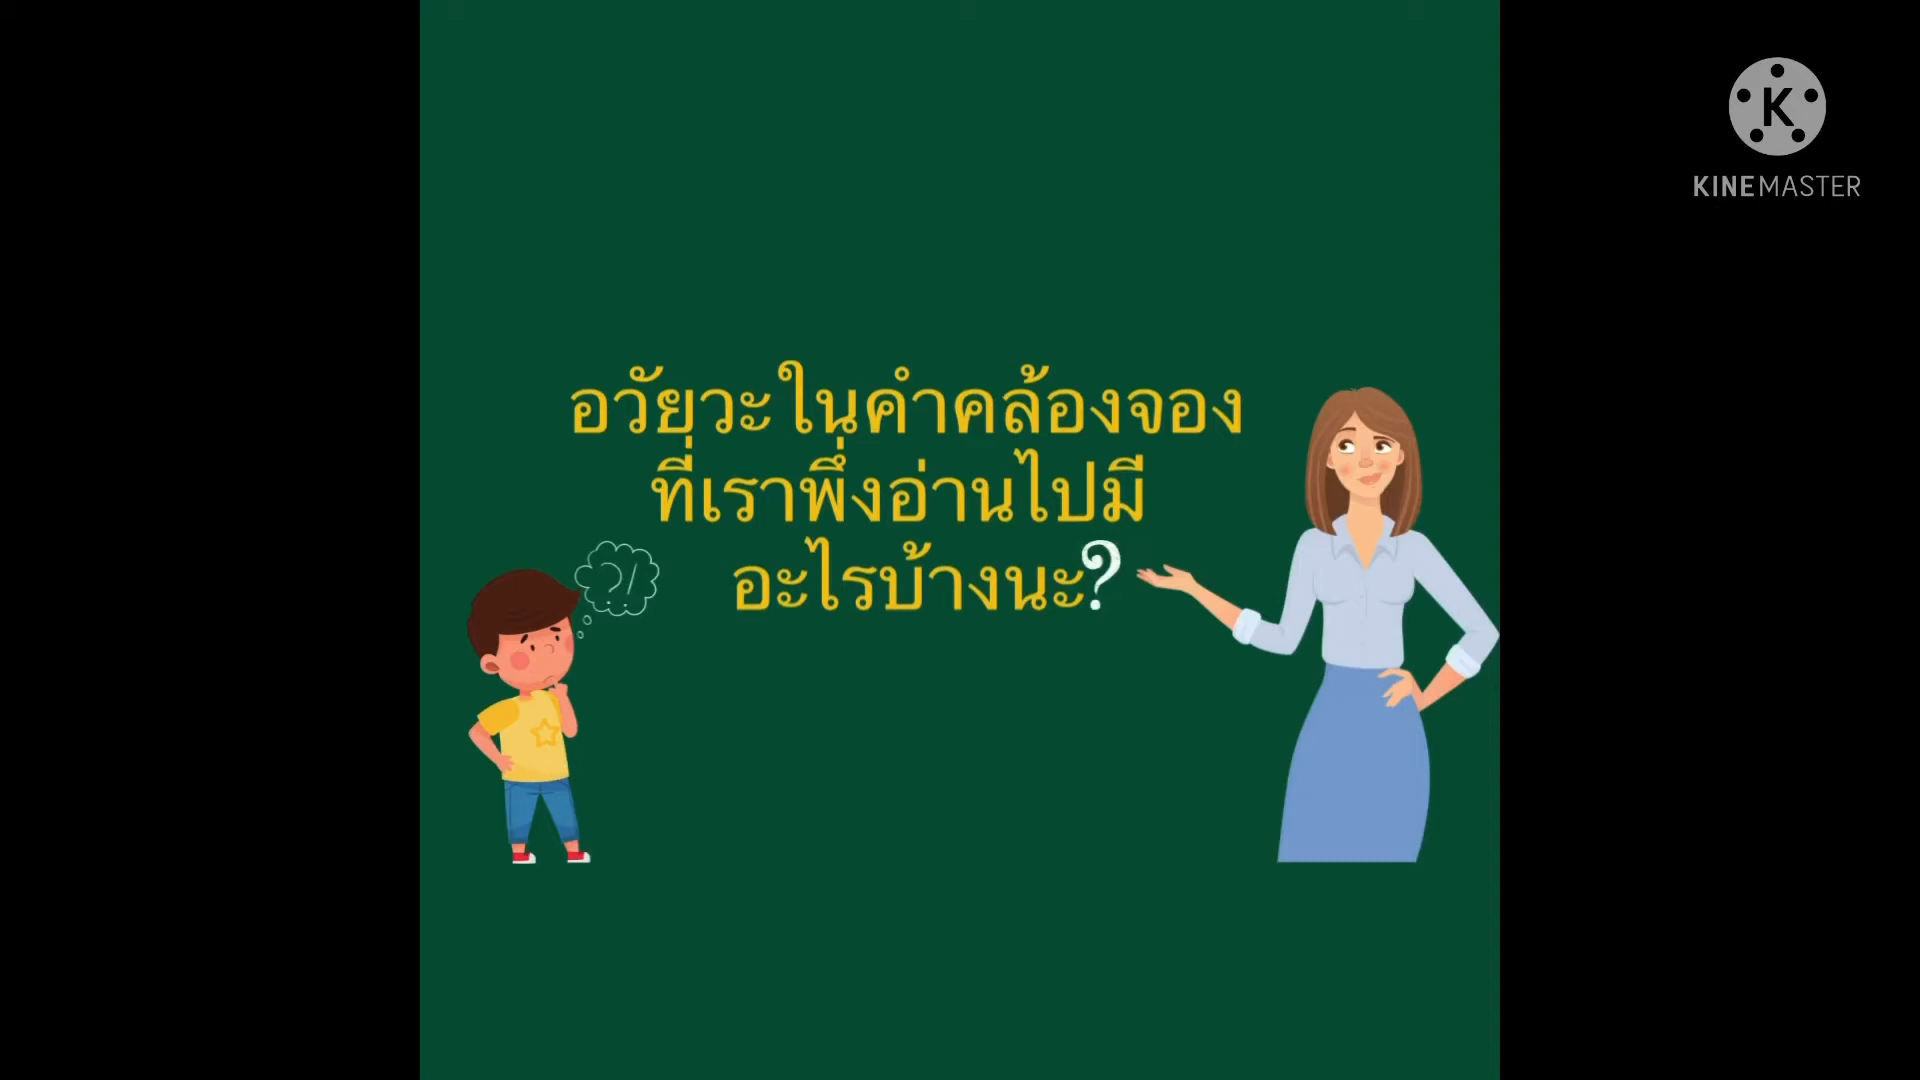 อวัยวะในคำคล้องจอง
ที่เราพึ่งอ่านไปมี
อะไรบ้างนะ?
?/
K
KINEMASTER